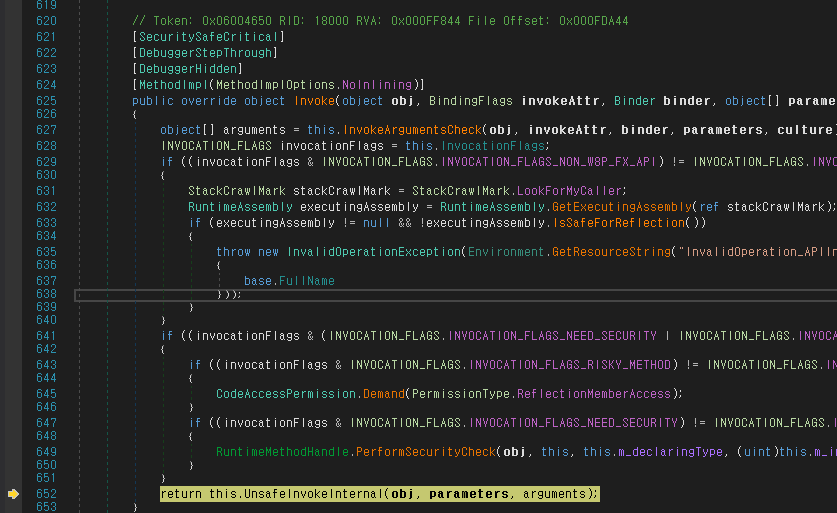 619
620 // Token: 0x06004650 RID: 18000 RVA: 0x000FF844 File Offset: 0x000FDA44
621 [SecuritySafeCritical]
622 [DebuggerStepThrough]
623 [DebuggerHidden]
624 [MethodImpl(MethodImplOptions.NoInlining)]
625 public override object Invoke(object obj, BindingFlags invokeAttr, Binder binder, object[] parame
626 {
627 object[] arguments = this.InvokeArgumentsCheck(obj, invokeAttr, binder, parameters, culture)
628 INVOCATION_FLAGS invocationFlags = this.InvocationFlags;
629 if ((invocationFlags & INVOCATION_FLAGS.INVOCATION_FLAGS_NON_W8P_FX_API) != INVOCATION_FLAGS.INVO
630 {
631 StackCrawlMark stackCrawlMark = StackCrawlMark.LookForMyCaller;
632 RuntimeAssembly executingAssembly = RuntimeAssembly.GetExecutingAssembly(ref stackCrawlMark);
633 if (executingAssembly != null && !executingAssembly.IsSafeForReflection())
634 {
635 throw new InvalidOperationException(Environment.GetResourceString("InvalidOperation_APIIn
636 {
637 base.FullName
638 }));
639 }
640 }
641 if ((invocationFlags & (INVOCATION_FLAGS.INVOCATION_FLAGS_NEED_SECURITY | INVOCATION_FLAGS.INVOCA
642 {
643 if ((invocationFlags & INVOCATION_FLAGS.INVOCATION_FLAGS_RISKY_METHOD) != INVOCATION_FLAGS.IN
644 {
645 CodeAccessPermission.Demand(PermissionType.ReflectionMemberAccess);
646 }
647 if ((invocationFlags & INVOCATION_FLAGS.INVOCATION_FLAGS_NEED_SECURITY) != INVOCATION_FLAGS.I
648 {
649 RuntimeMethodHandle.PerformSecurityCheck(obj, this, this.m_declaringType, (uint)this.m_in
650 }
651 }
652 return this.UnsafeInvokeInternal(obj, parameters, arguments);
653 }